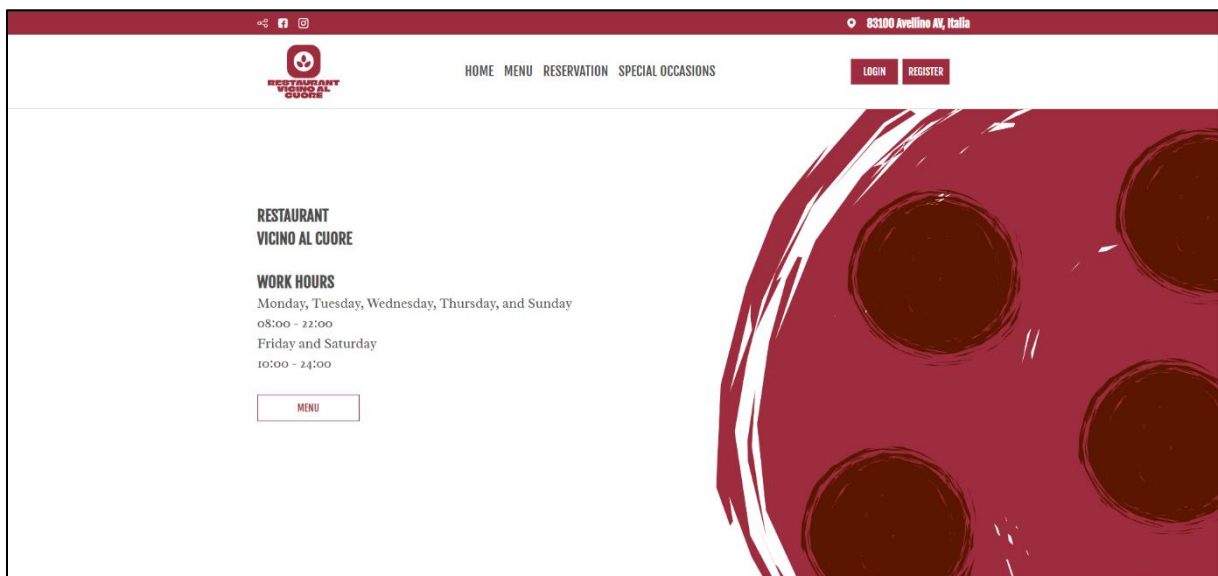 83100 Avellino AV, Italia
RESTAURANT
VICINO AL
CUORE
HOME MENU RESERVATION SPECIAL OCCASIONS
LOGIN REGISTER
RESTAURANT
VICINO AL CUORE
WORK HOURS
Monday, Tuesday, Wednesday, Thursday, and Sunday
08:00 - 22:00
Friday and Saturday
10:00 - 24:00
MENU